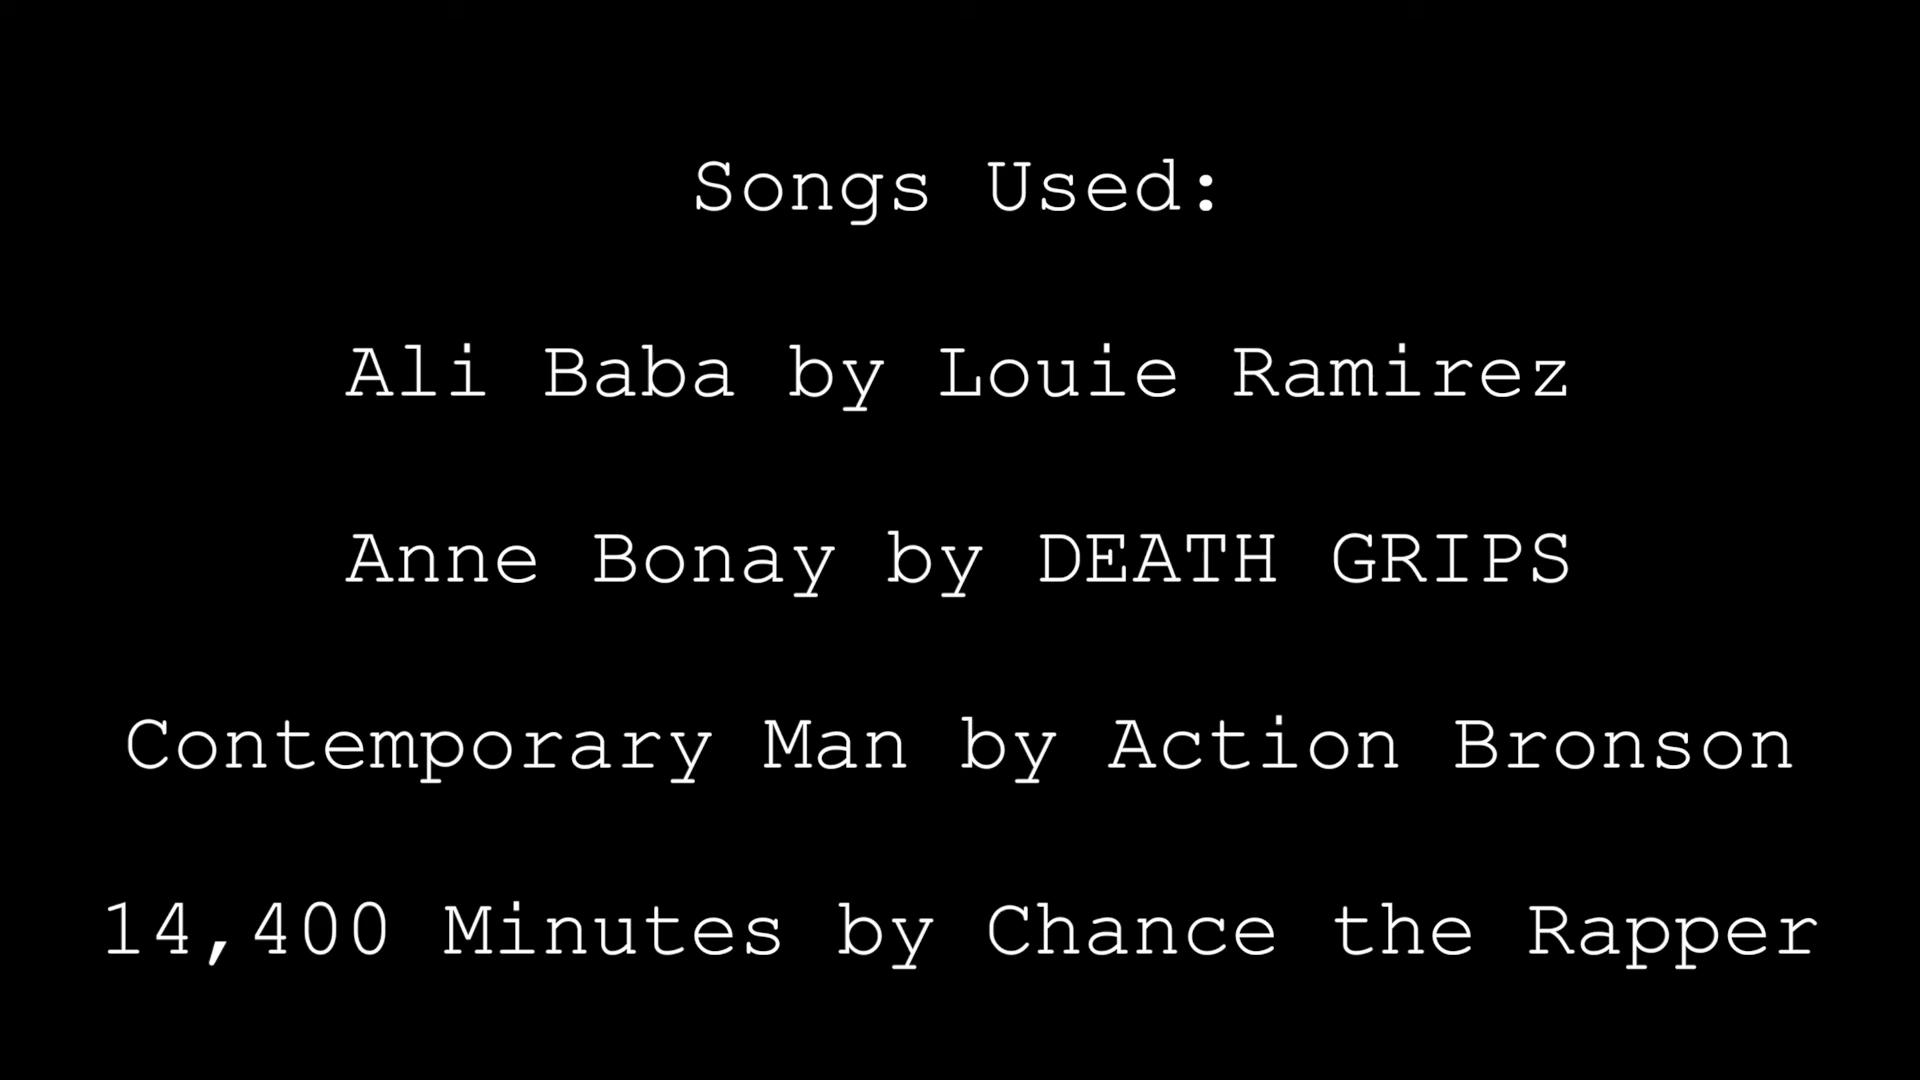 Songs Used:
Ali Baba by Louie Ramirez
Anne Bonay by DEATH GRIPS
Contemporary Man by Action Bronson
14,400 Minutes by Chance the Rapper